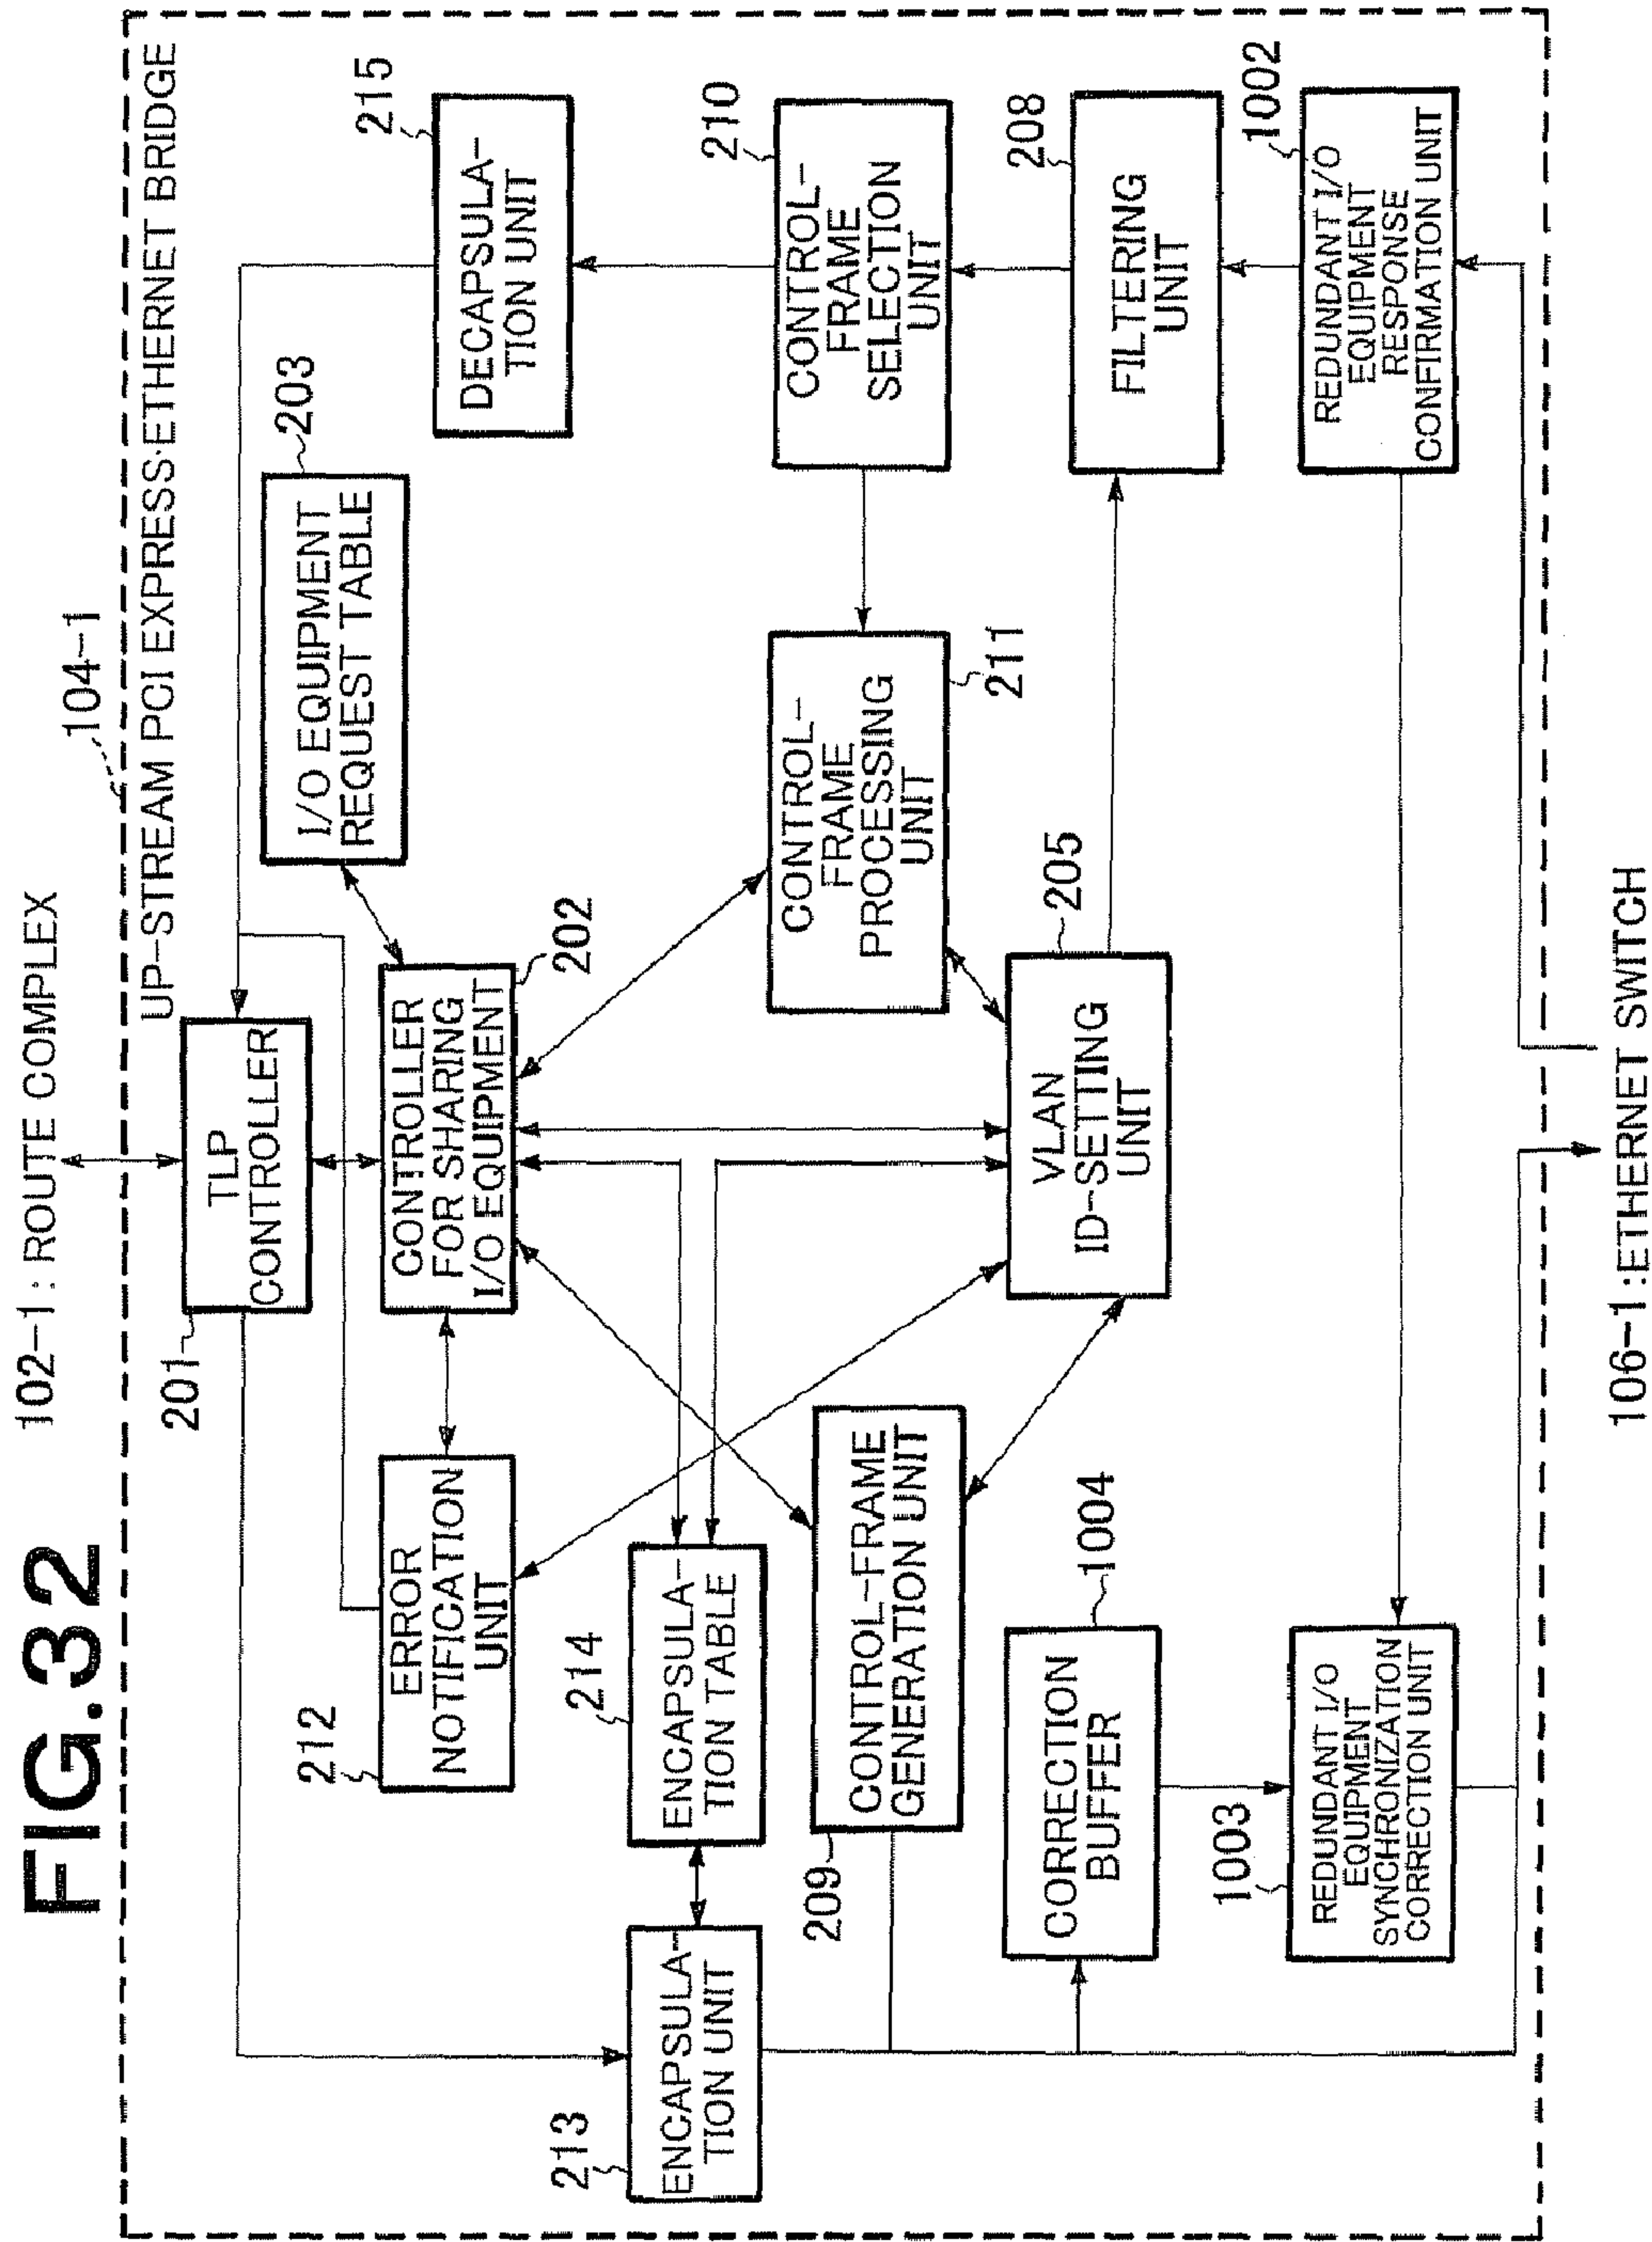 FIG.32
102-1: ROUTE COMPLEX
104-1
UP-STREAM PCI EXPRESS·ETHERNET BRIDGE
201
TLP
CONTROLLER
203
I/O EQUIPMENT
REQUEST TABLE
215
DECAPSULA-
TION UNIT
212
ERROR
NOTIFICATION
UNIT
CONTROLLER
FOR SHARING
I/O EQUIPMENT
202
213
ENCAPSULA-
TION UNIT
214
ENCAPSULA-
TION TABLE
210
CONTROL-
FRAME
SELECTION
UNIT
CONTROL-
FRAME
PROCESSING
UNIT
211
209
CONTROL-FRAME
GENERATION UNIT
205
VLAN
ID-SETTING
UNIT
208
FILTERING
UNIT
1004
CORRECTION
BUFFER
1003
REDUNDANT I/O
EQUIPMENT
SYNCHRONIZATION
CORRECTION UNIT
1002
REDUNDANT I/O
EQUIPMENT
RESPONSE
CONFIRMATION UNIT
106-1:ETHERNET SWITCH